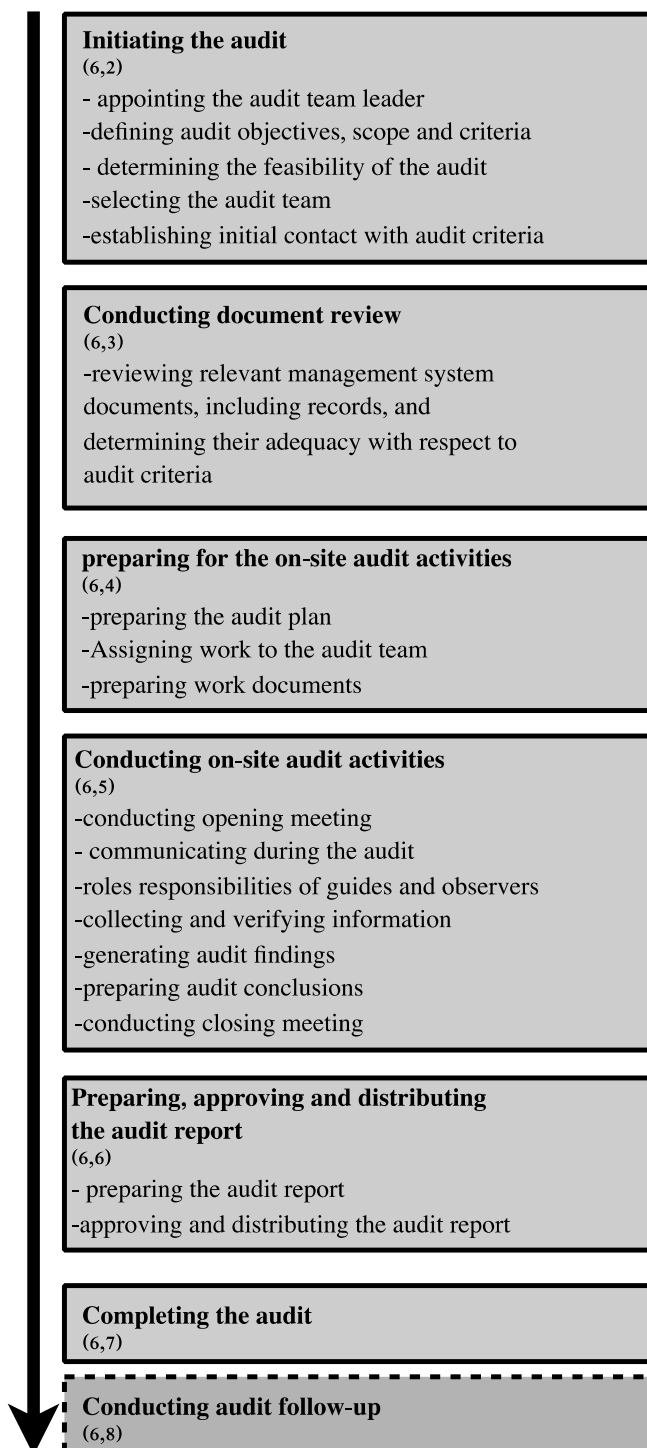 Initiating the audit
(6,2)
- appointing the audit team leader
-defining audit objectives, scope and criteria
- determining the feasibility of the audit
-selecting the audit team
-establishing initial contact with audit criteria
Conducting document review
(6,3)
-reviewing relevant management system
documents, including records, and
determining their adequacy with respect to
audit criteria
preparing for the on-site audit activities
(6,4)
-preparing the audit plan
-Assigning work to the audit team
-preparing work documents
Conducting on-site audit activities
(6,5)
-conducting opening meeting
- communicating during the audit
-roles responsibilities of guides and observers
-collecting and verifying information
-generating audit findings
-preparing audit conclusions
-conducting closing meeting
Preparing, approving and distributing
the audit report
(6,6)
- preparing the audit report
-approving and distributing the audit report
Completing the audit
(6,7)
Conducting audit follow-up
(6,8)